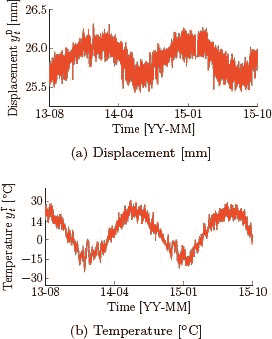 26.5
26.0
25.5
Displacement y_t^D [mm]
13-08 14-04 15-01 15-10
Time [YY-MM]
(a) Displacement [mm]
30
14
0
−15
−30
Temperature y_t^T [°C]
13-08 14-04 15-01 15-10
Time [YY-MM]
(b) Temperature [°C]